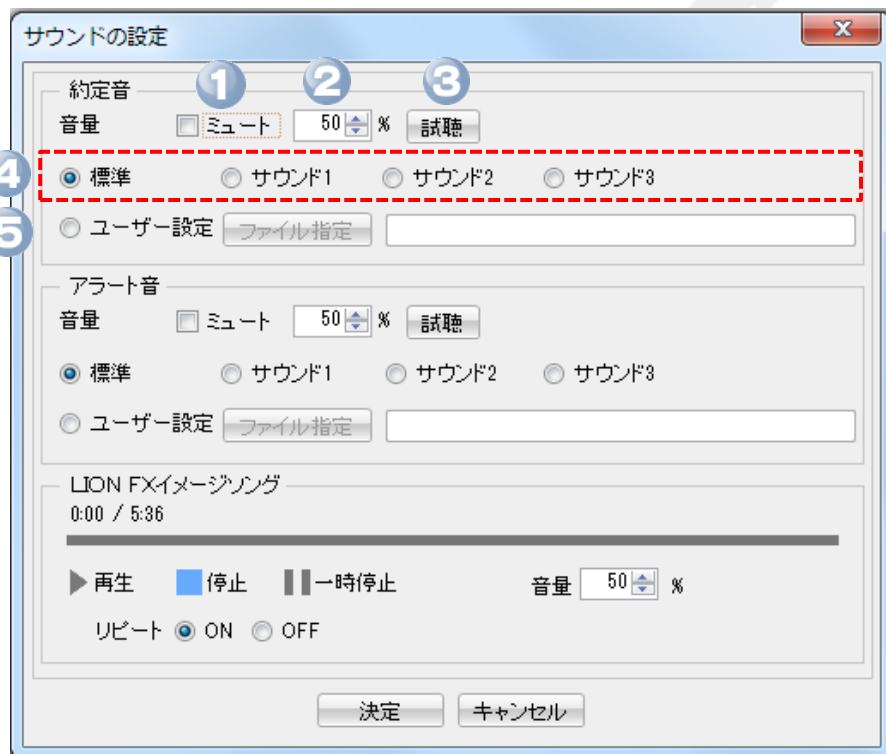 サウンドの設定
約定音
1 2 3
音量 ミュート 50 % 試聴
4 標準 サウンド1 サウンド2 サウンド3
5 ユーザー設定 ファイル指定
アラート音
音量 ミュート 50 % 試聴
標準 サウンド1 サウンド2 サウンド3
ユーザー設定 ファイル指定
LION FXイメージソング
0:00 / 5:36
再生 停止 一時停止 音量 50 %
リピート ON OFF
決定 キャンセル